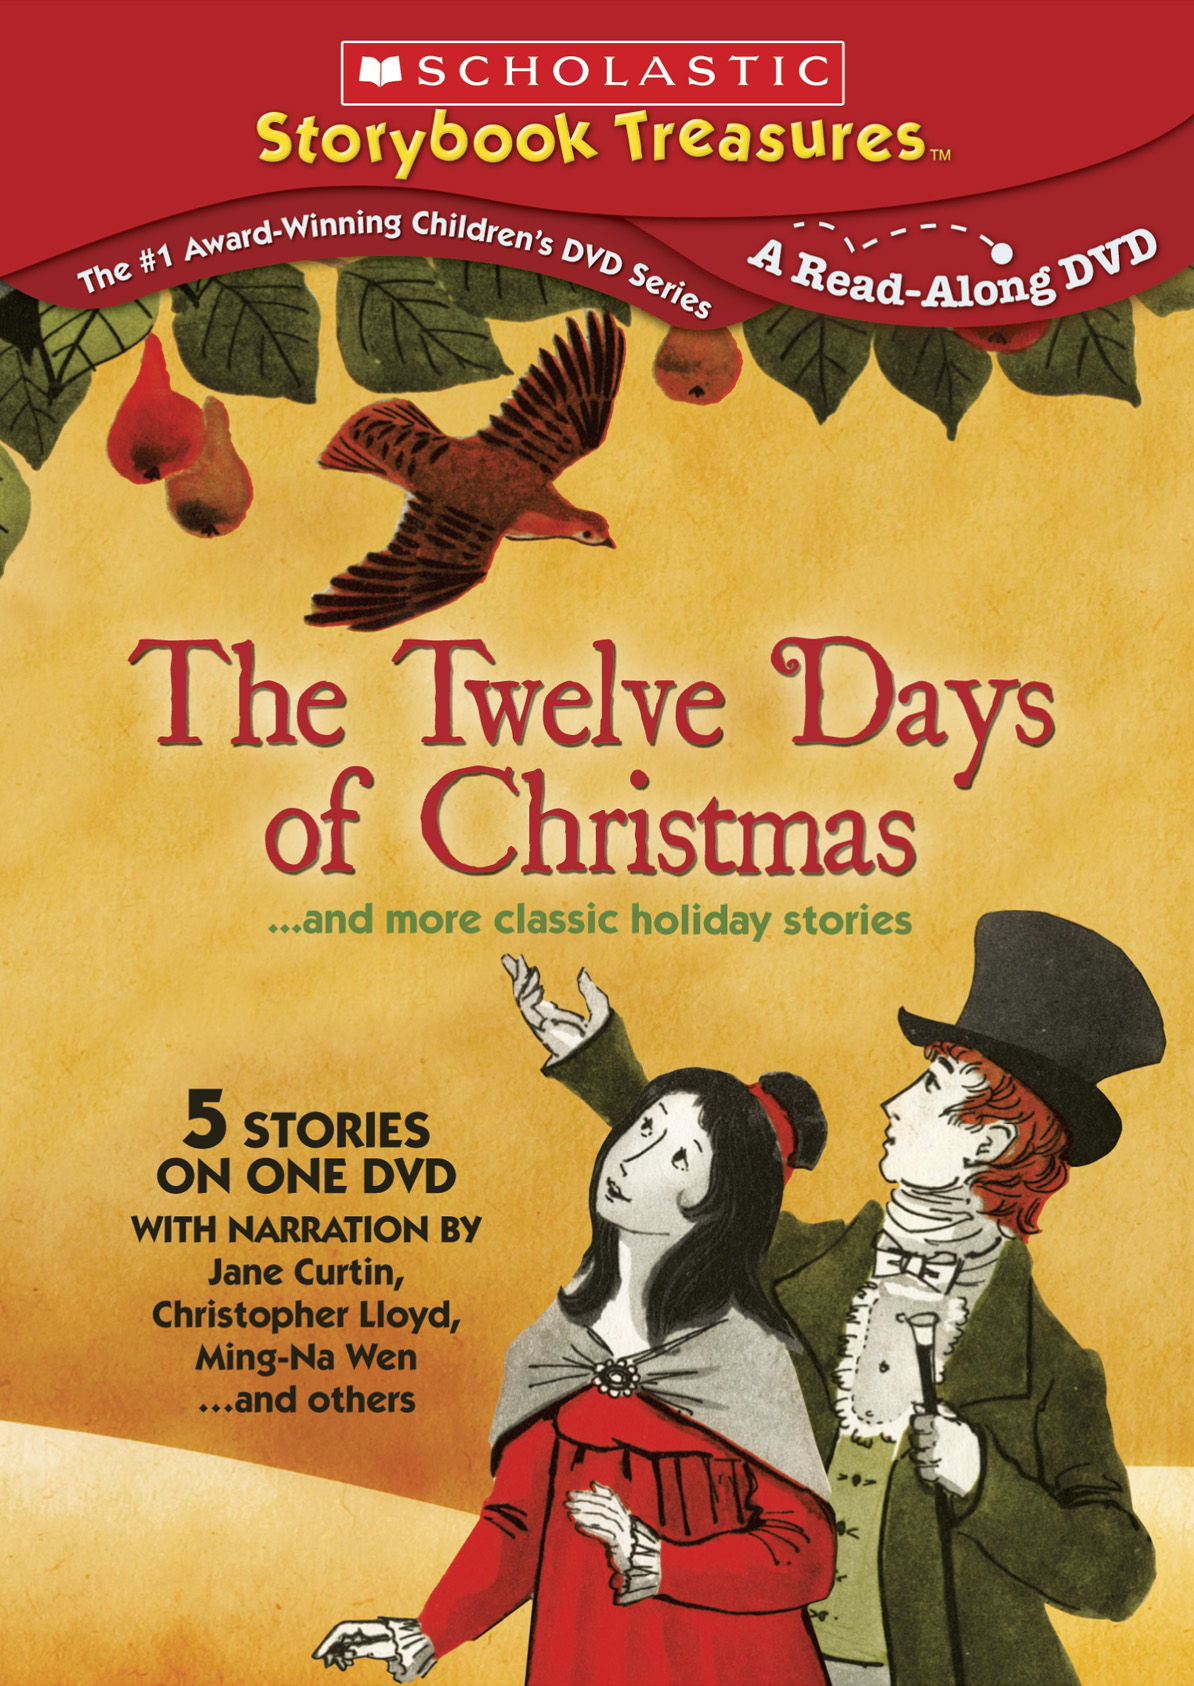 SCHOLASTIC
Storybook Treasures™
The #1 Award-Winning Children's DVD Series
A Read-Along DVD
The Twelve Days
of Christmas
...and more classic holiday stories
5 STORIES
ON ONE DVD
WITH NARRATION BY
Jane Curtin,
Christopher Lloyd,
Ming-Na Wen
...and others